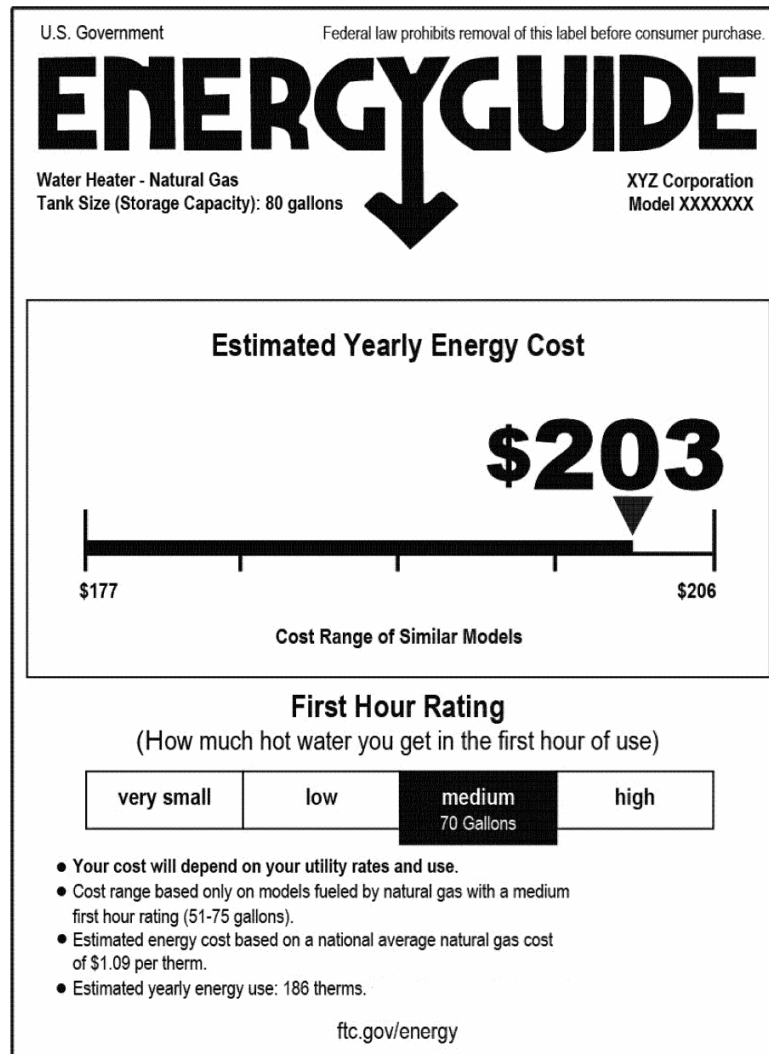 U.S. Government Federal law prohibits removal of this label before consumer purchase.
ENERGYGUIDE
Water Heater - Natural Gas
Tank Size (Storage Capacity): 80 gallons
XYZ Corporation
Model XXXXXXX
Estimated Yearly Energy Cost
$203
$177 $206
Cost Range of Similar Models
First Hour Rating
(How much hot water you get in the first hour of use)
very small low medium high
70 Gallons
● Your cost will depend on your utility rates and use.
● Cost range based only on models fueled by natural gas with a medium
first hour rating (51-75 gallons).
● Estimated energy cost based on a national average natural gas cost
of $1.09 per therm.
● Estimated yearly energy use: 186 therms.
ftc.gov/energy